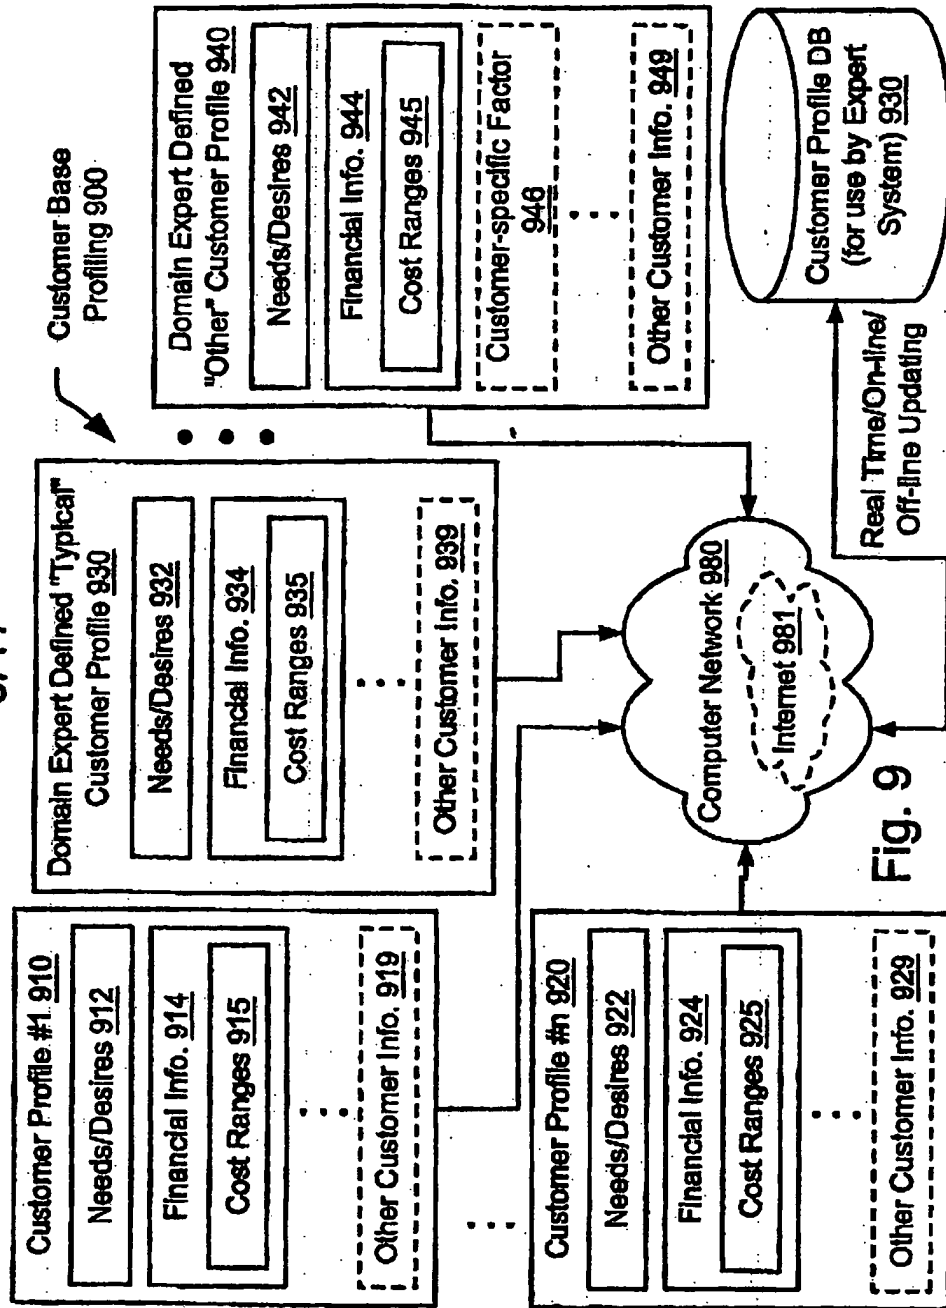 Customer Base
Profiling 900
Customer Profile #1 910
Needs/Desires 912
Financial Info. 914
Cost Ranges 915
Other Customer Info. 919
Customer Profile #n 920
Needs/Desires 922
Financial Info. 924
Cost Ranges 925
Other Customer Info. 929
Domain Expert Defined "Typical"
Customer Profile 930
Needs/Desires 932
Financial Info. 934
Cost Ranges 935
Other Customer Info. 939
Domain Expert Defined
"Other" Customer Profile 940
Needs/Desires 942
Financial Info. 944
Cost Ranges 945
Customer-specific Factor
946
Other Customer Info. 949
Computer Network 980
Internet 981
Real Time/On-line/
Off-line Updating
Customer Profile DB
(for use by Expert
System) 930
Fig. 9